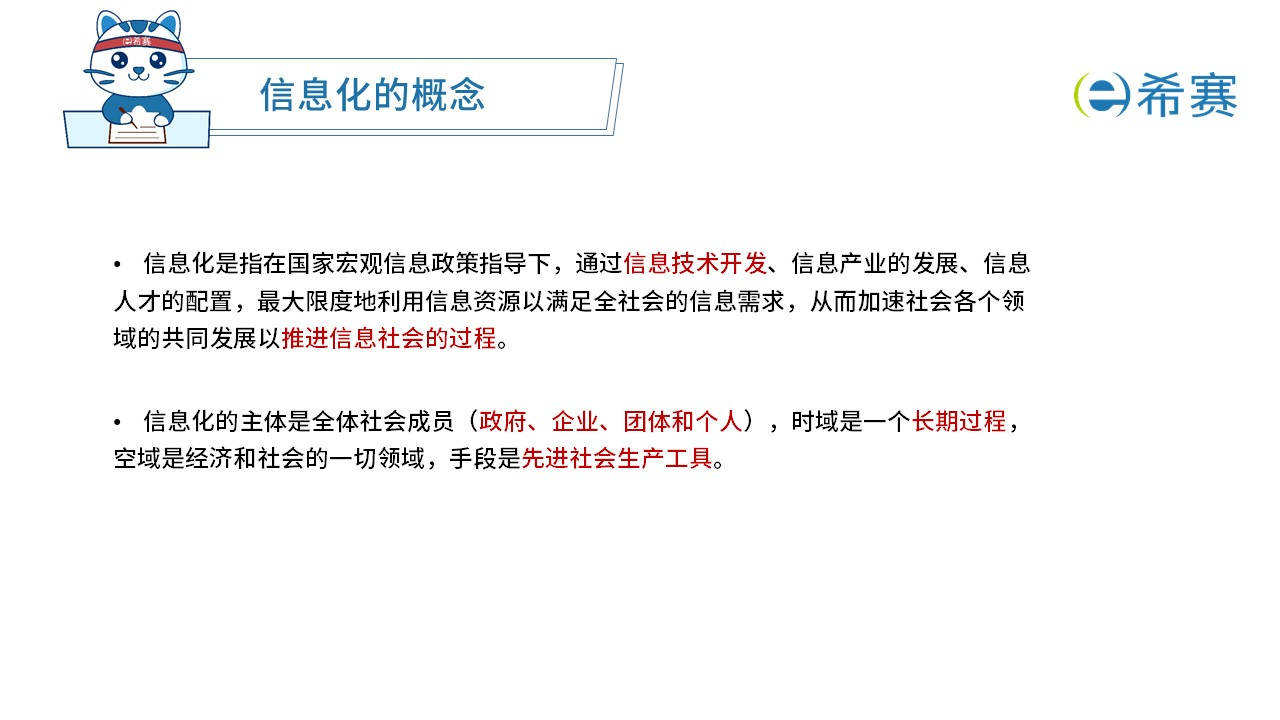 希赛
信息化的概念
希赛
• 信息化是指在国家宏观信息政策指导下，通过信息技术开发、信息产业的发展、信息
人才的配置，最大限度地利用信息资源以满足全社会的信息需求，从而加速社会各个领
域的共同发展以推进信息社会的过程。
• 信息化的主体是全体社会成员（政府、企业、团体和个人），时域是一个长期过程，
空域是经济和社会的一切领域，手段是先进社会生产工具。